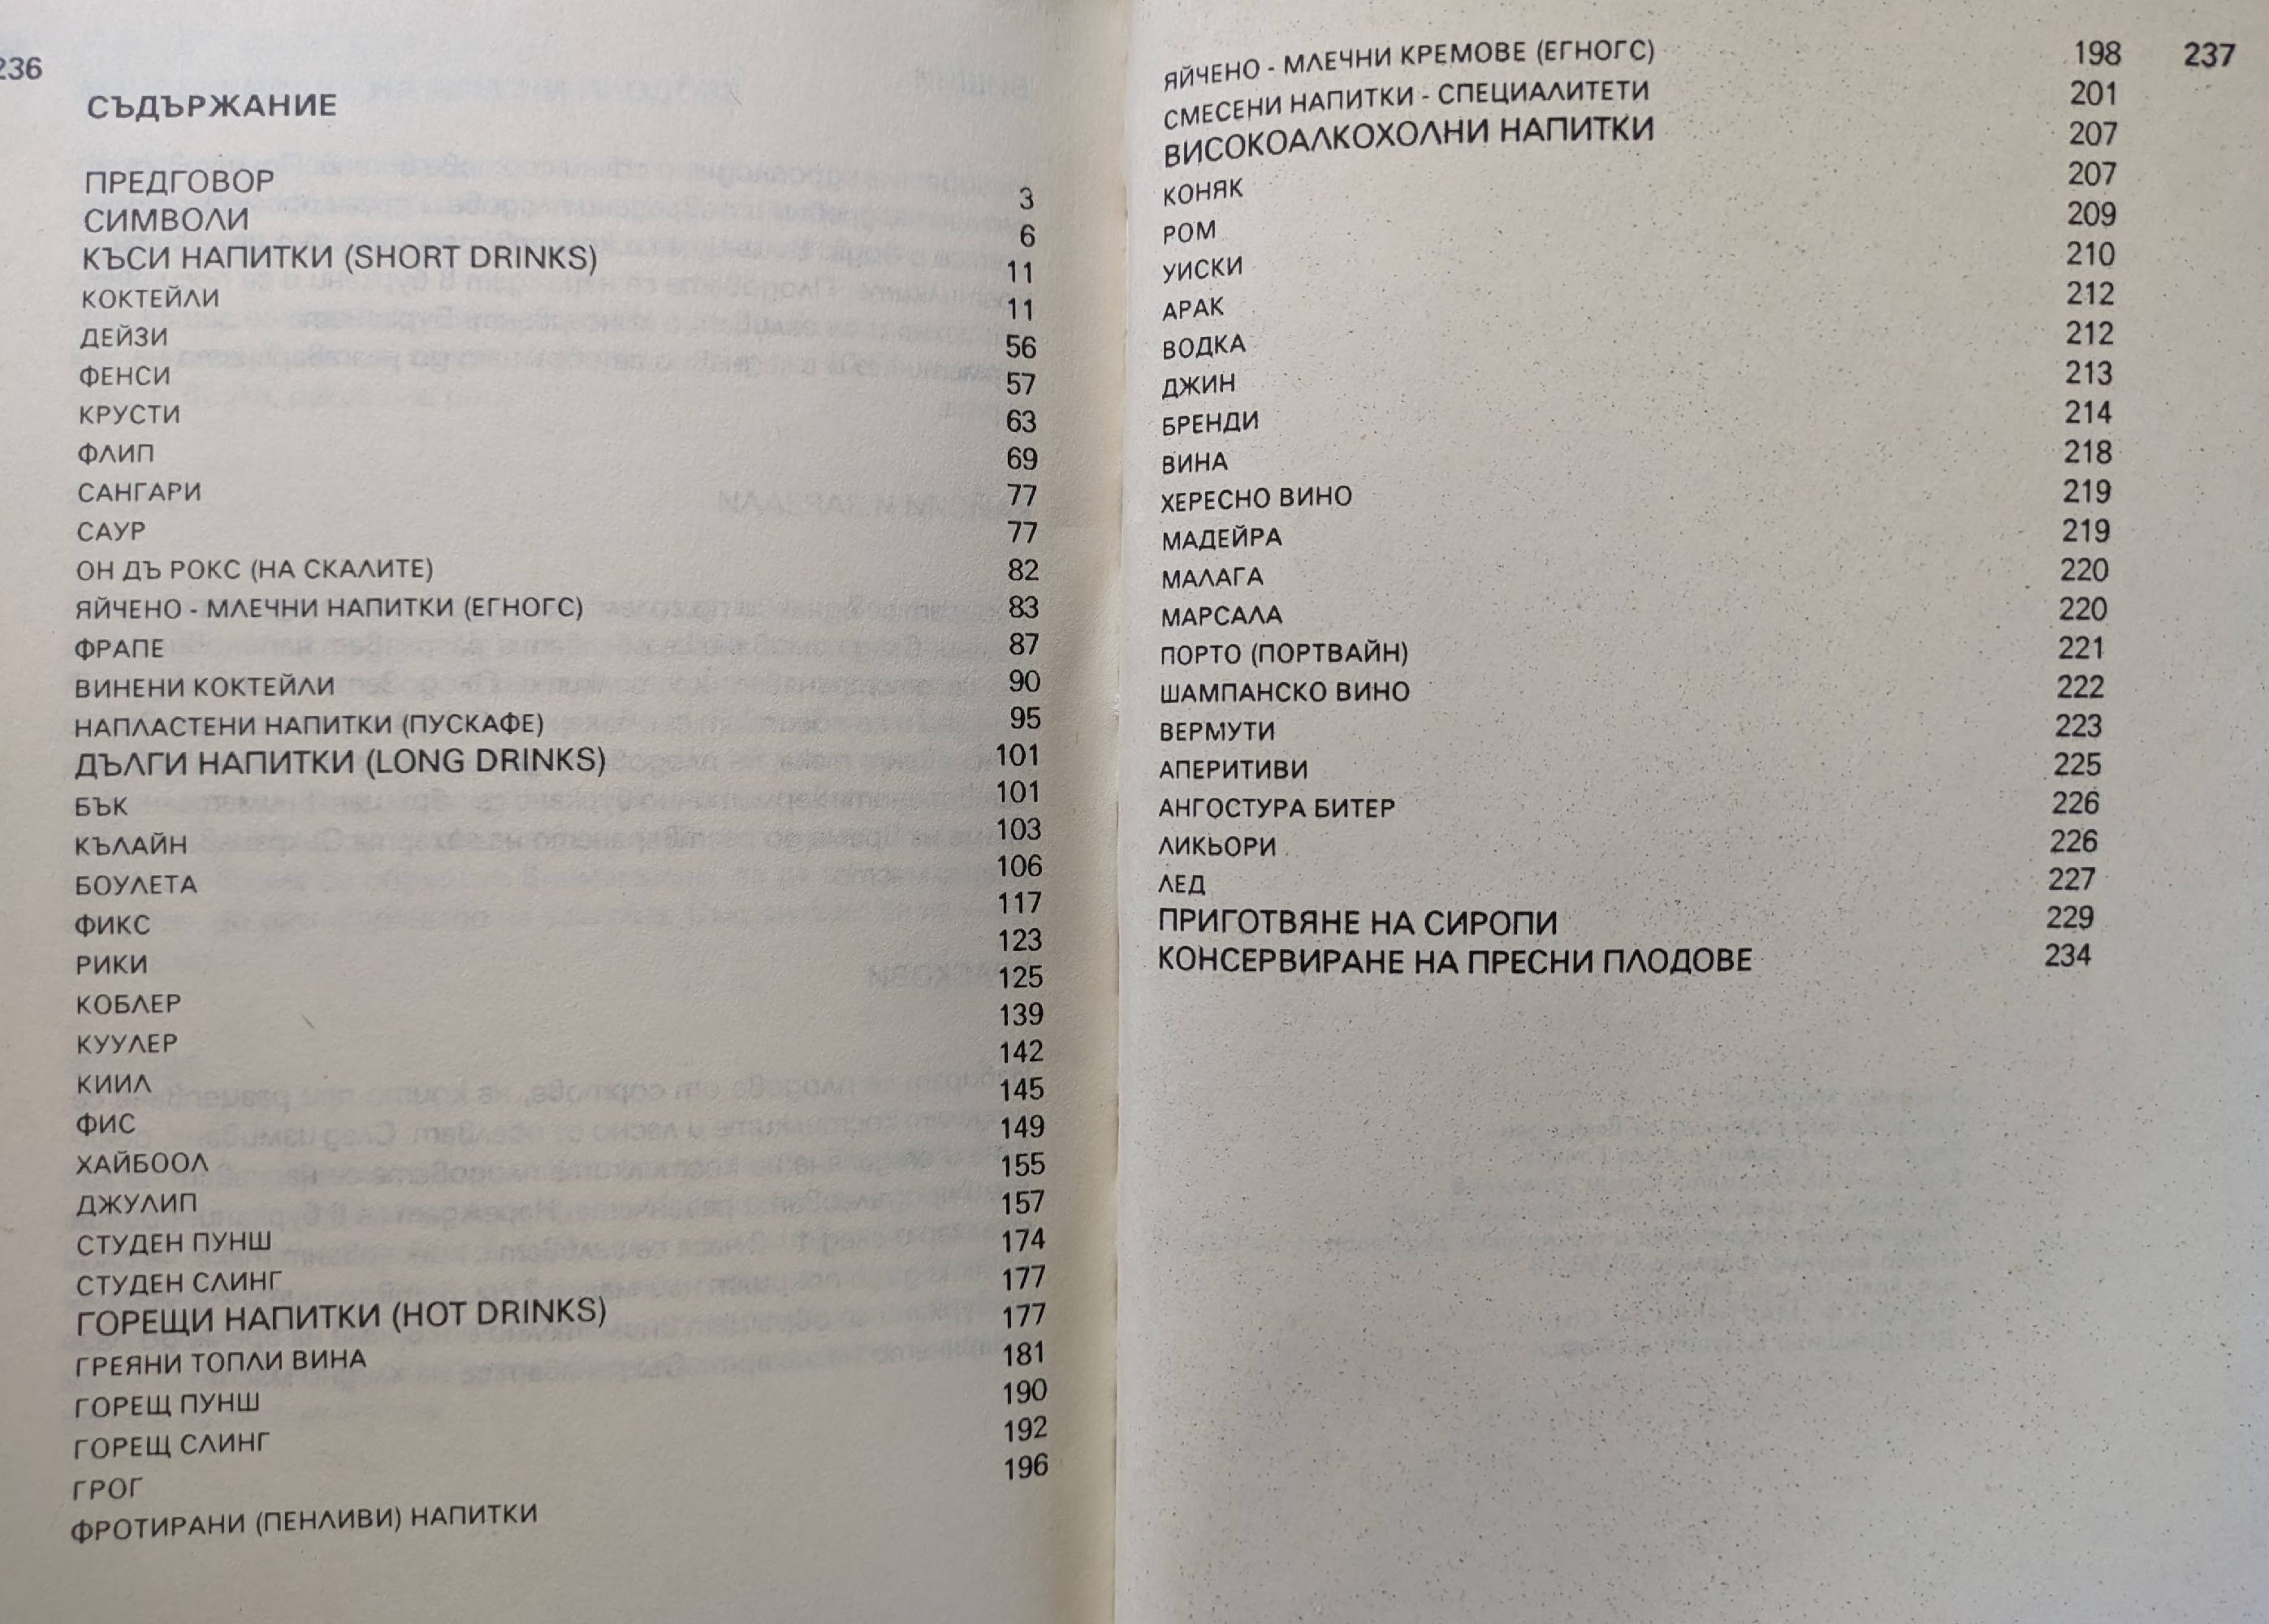 236
СЪДЪРЖАНИЕ
ПРЕДГОВОР 3
СИМВОЛИ 6
КЪСИ НАПИТКИ (SHORT DRINKS) 11
КОКТЕЙЛИ 11
ДЕЙЗИ 56
ФЕНСИ 57
КРУСТИ 63
ФЛИП 69
САНГАРИ 77
САУР 77
ОН ДЪ РОКС (НА СКАЛИТЕ) 82
ЯЙЧЕНО - МЛЕЧНИ НАПИТКИ (ЕГНОГС) 83
ФРАПЕ 87
ВИНЕНИ КОКТЕЙЛИ 90
НАПЛАСТЕНИ НАПИТКИ (ПУСКАФЕ) 95
ДЪЛГИ НАПИТКИ (LONG DRINKS) 101
БЪК 101
КЪЛАЙН 103
БОУЛЕТА 106
ФИКС 117
РИКИ 123
КОБЛЕР 125
КУУЛЕР 139
КИИЛ 142
ФИС 145
ХАЙБООЛ 149
ДЖУЛИП 155
СТУДЕН ПУНШ 157
СТУДЕН СЛИНГ 174
ГОРЕЩИ НАПИТКИ (HOT DRINKS) 177
ГРЕЯНИ ТОПЛИ ВИНА 177
ГОРЕЩ ПУНШ 181
ГОРЕЩ СЛИНГ 190
ГРОГ 192
ФРОТИРАНИ (ПЕНЛИВИ) НАПИТКИ 196
237
ЯЙЧЕНО - МЛЕЧНИ КРЕМОВЕ (ЕГНОГС) 198
СМЕСЕНИ НАПИТКИ - СПЕЦИАЛИТЕТИ 201
ВИСОКОАЛКОХОЛНИ НАПИТКИ 207
КОНЯК 207
РОМ 209
УИСКИ 210
АРАК 212
ВОДКА 212
ДЖИН 213
БРЕНДИ 214
ВИНА 218
ХЕРЕСНО ВИНО 219
МАДЕЙРА 219
МАЛАГА 220
МАРСАЛА 220
ПОРТО (ПОРТВАЙН) 221
ШАМПАНСКО ВИНО 222
ВЕРМУТИ 223
АПЕРИТИВИ 225
АНГОСТУРА БИТЕР 226
ЛИКЬОРИ 226
ЛЕД 227
ПРИГОТВЯНЕ НА СИРОПИ 229
КОНСЕРВИРАНЕ НА ПРЕСНИ ПЛОДОВЕ 234